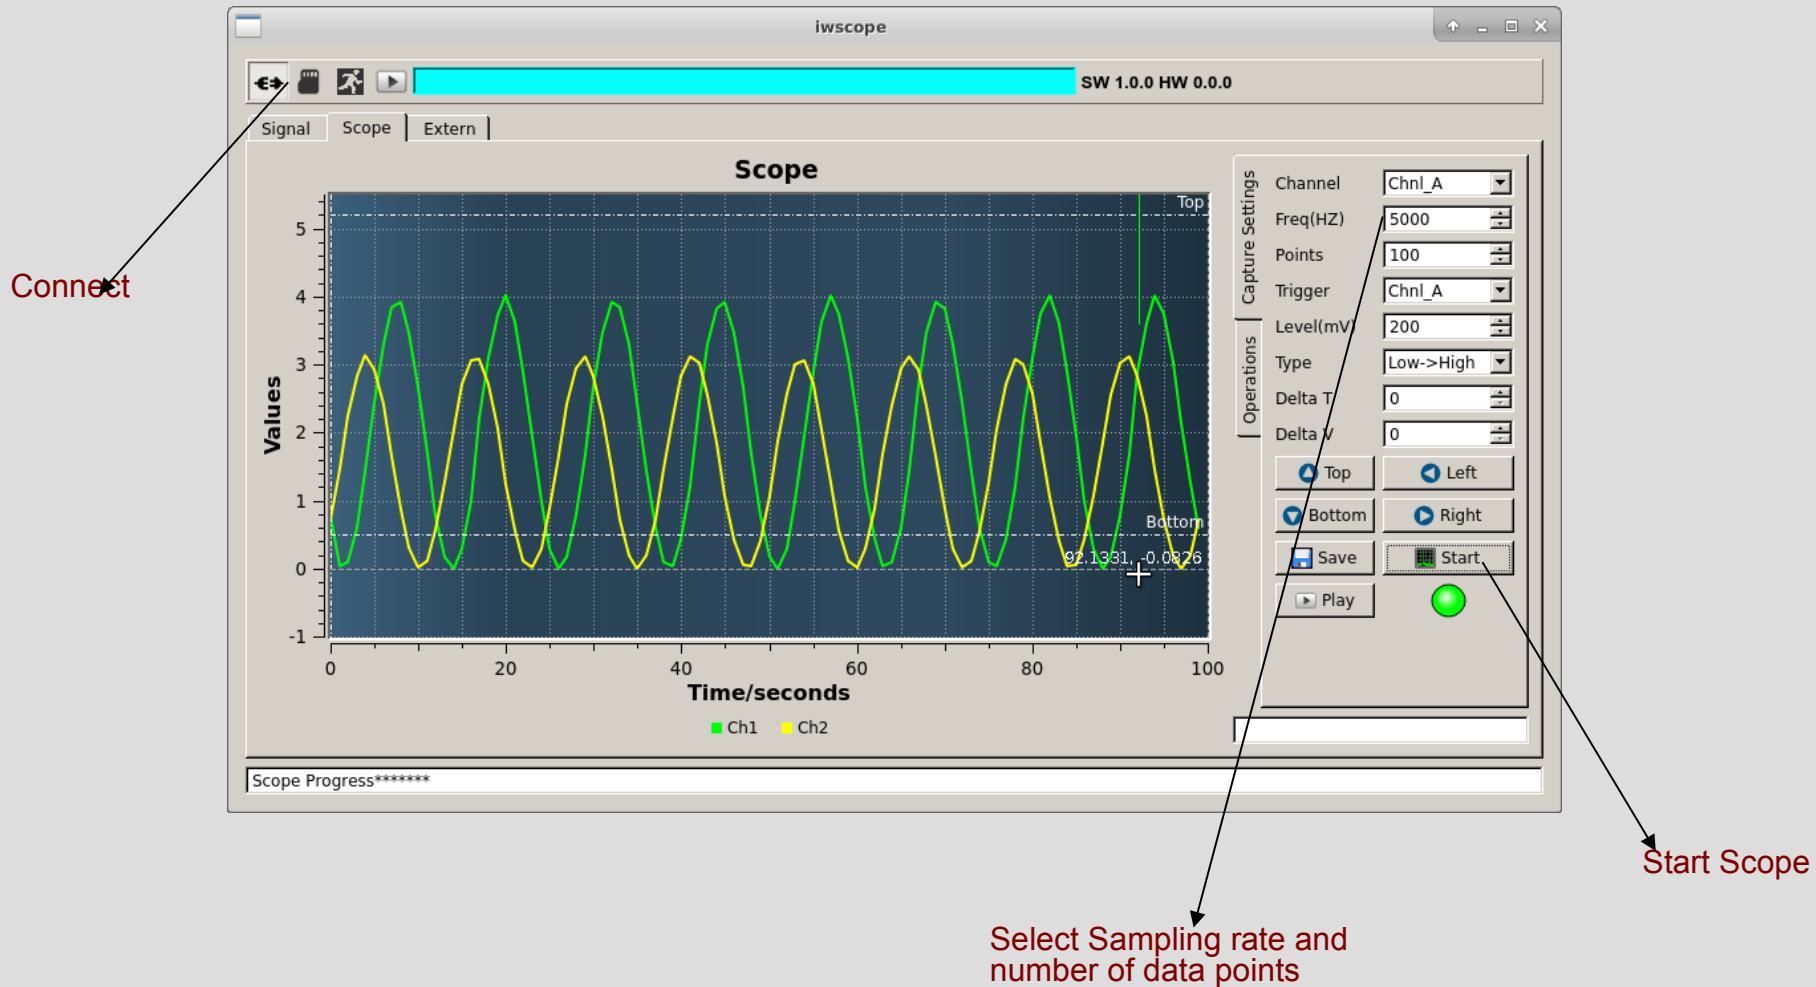 iwscope
SW 1.0.0 HW 0.0.0
Signal Scope Extern
Scope
Top
Bottom
92.1331, -0.0826
5
4
3
2
1
0
-1
Values
0 20 40 60 80 100
Time/seconds
Ch1 Ch2
Capture Settings
Operations
Channel Chnl_A
Freq(HZ) 5000
Points 100
Trigger Chnl_A
Level(mV) 200
Type Low->High
Delta T 0
Delta V 0
Top Left
Bottom Right
Save Start
Play
Scope Progress*******
Connect
Start Scope
Select Sampling rate and
number of data points